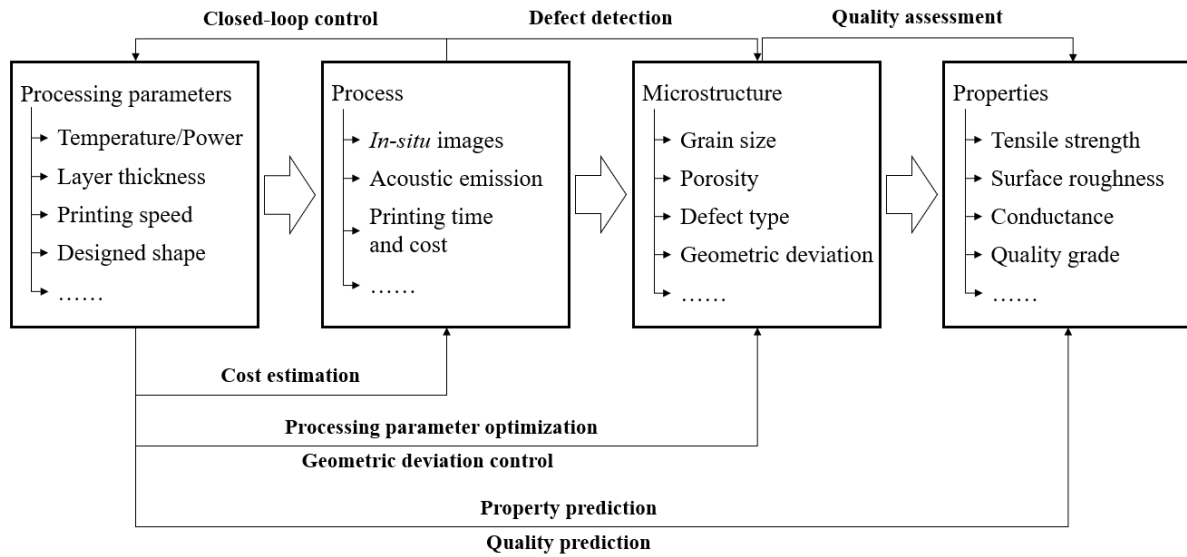 Closed-loop control
Defect detection
Quality assessment
Processing parameters
Temperature/Power
Layer thickness
Printing speed
Designed shape
……
Process
In-situ images
Acoustic emission
Printing time
and cost
……
Microstructure
Grain size
Porosity
Defect type
Geometric deviation
……
Properties
Tensile strength
Surface roughness
Conductance
Quality grade
……
Cost estimation
Processing parameter optimization
Geometric deviation control
Property prediction
Quality prediction